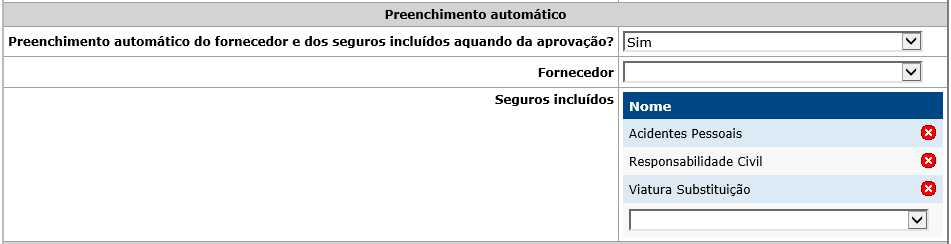 Preenchimento automático
Preenchimento automático do fornecedor e dos seguros incluídos aquando da aprovação? Sim
Fornecedor
Seguros incluídos
Nome
Acidentes Pessoais
Responsabilidade Civil
Viatura Substituição